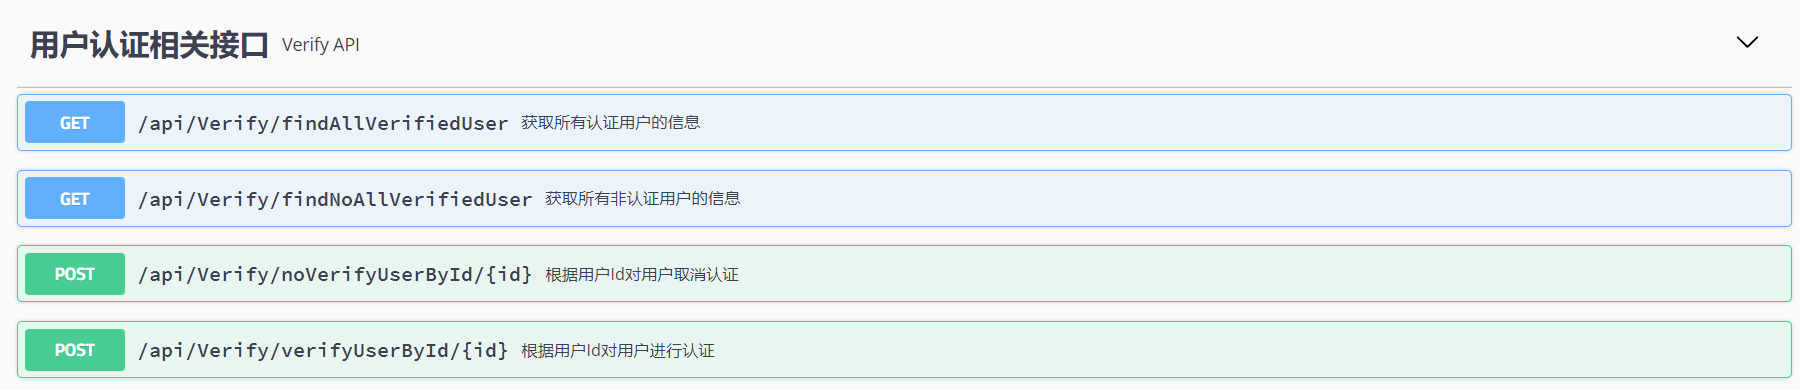 用户认证相关接口 Verify API
GET /api/Verify/findAllVerifiedUser 获取所有认证用户的信息
GET /api/Verify/findNoAllVerifiedUser 获取所有非认证用户的信息
POST /api/Verify/noVerifyUserById/{id} 根据用户Id对用户取消认证
POST /api/Verify/verifyUserById/{id} 根据用户Id对用户进行认证